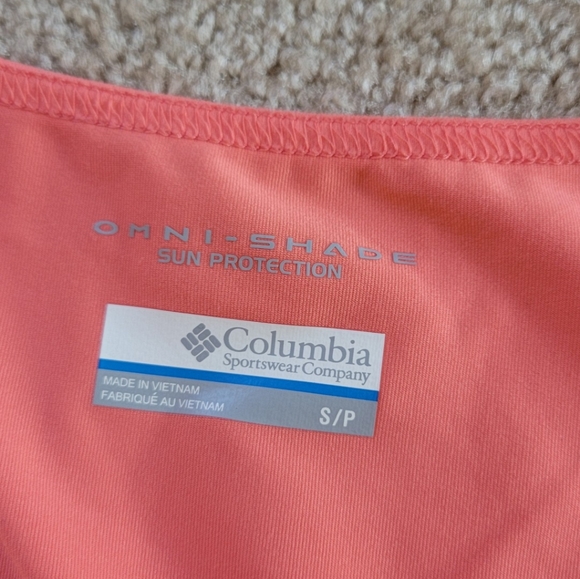 OMNI-SHADE
SUN PROTECTION
Columbia
Sportswear Company
MADE IN VIETNAM
FABRIQUÉ AU VIETNAM
S/P